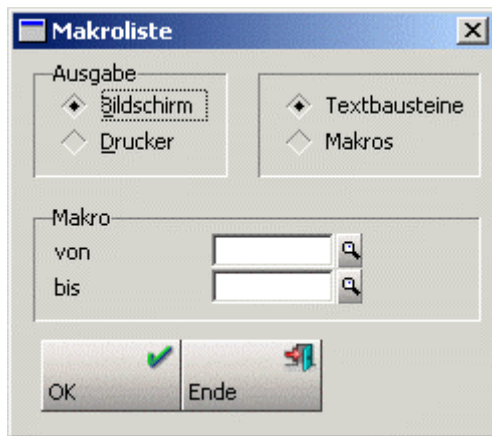 Makroliste
Ausgabe
Bildschirm
Drucker
Textbausteine
Makros
Makro
von
bis
OK
Ende